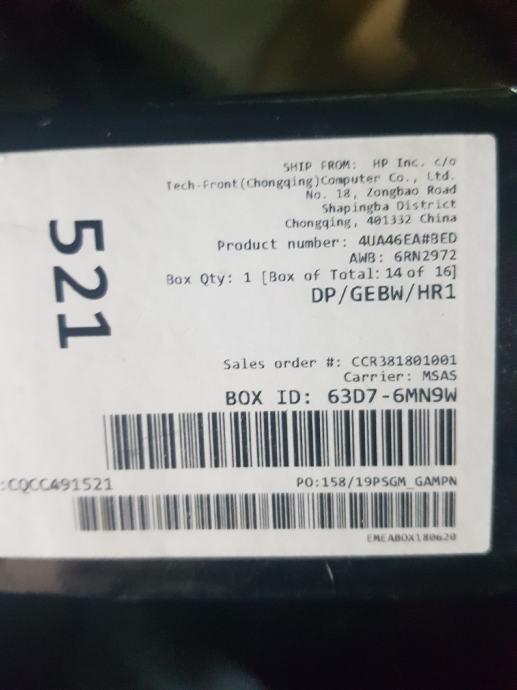 SHIP FROM: HP Inc. c/o
Tech-Front(Chongqing)Computer Co., Ltd.
No. 18, Zongbao Road
Shapingba District
Chongqing, 401332 China
Product number: 4UA46EA#BED
AWB: 6RN2972
Box Qty: 1 [Box of Total: 14 of 16]
DP/GEBW/HR1
521
Sales order #: CCR381801001
Carrier: MSAS
BOX ID: 63D7-6MN9W
:CQCC491521
PO:158/19PSGM_GAMPN
EMEABOX180620